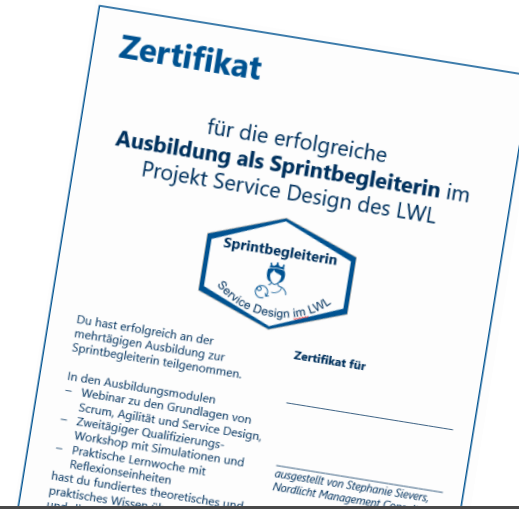 Zertifikat
für die erfolgreiche
Ausbildung als Sprintbegleiterin im
Projekt Service Design des LWL
Sprintbegleiterin
Service Design im LWL
Du hast erfolgreich an der
mehrtägigen Ausbildung zur
Sprintbegleiterin teilgenommen.
In den Ausbildungsmodulen
– Webinar zu den Grundlagen von
Scrum, Agilität und Service Design,
– Zweitägiger Qualifizierungs-
Workshop mit Simulationen und
– Praktische Lernwoche mit
Reflexionseinheiten
hast du fundiertes theoretisches und
praktisches Wissen
Zertifikat für
ausgestellt von Stephanie Sievers,
Nordlicht Management